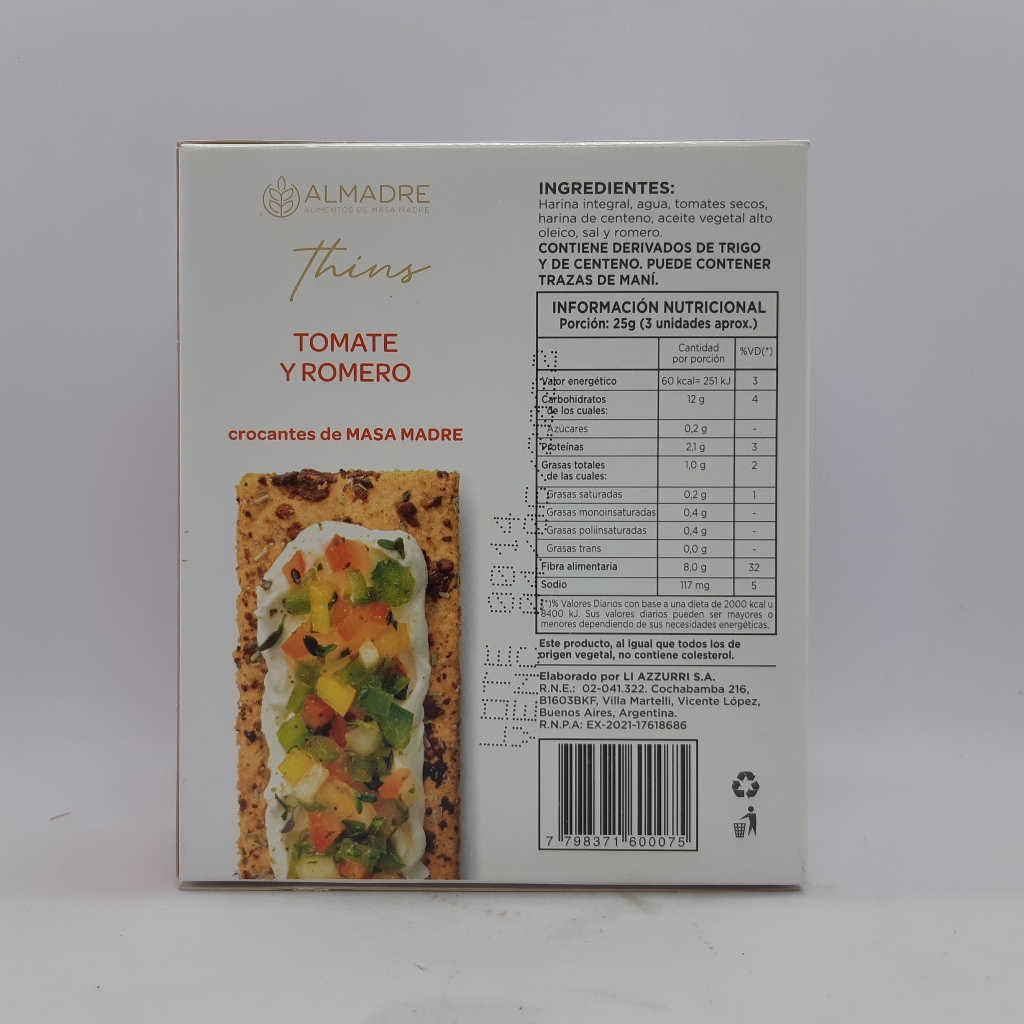 ALMADRE
ALIMENTOS DE MASA MADRE
Thins
TOMATE
Y ROMERO
crocantes de MASA MADRE
INGREDIENTES:
Harina integral, agua, tomates secos,
harina de centeno, aceite vegetal alto
oleico, sal y romero.
CONTIENE DERIVADOS DE TRIGO
Y DE CENTENO. PUEDE CONTENER
TRAZAS DE MANÍ.
INFORMACIÓN NUTRICIONAL
Porción: 25g (3 unidades aprox.)
Cantidad
por porción
%VD(*)
Valor energético 60 kcal= 251 kJ 3
Carbohidratos 12 g 4
de los cuales:
Azúcares 0,2 g -
Proteínas 2,1 g 3
Grasas totales 1,0 g 2
de las cuales:
Grasas saturadas 0,2 g 1
Grasas monoinsaturadas 0,4 g -
Grasas poliinsaturadas 0,4 g -
Grasas trans 0,0 g -
Fibra alimentaria 8,0 g 32
Sodio 117 mg 5
(*)% Valores Diarios con base a una dieta de 2000 kcal u
8400 kJ. Sus valores diarios pueden ser mayores o
menores dependiendo de sus necesidades energéticas.
Este producto, al igual que todos los de
origen vegetal, no contiene colesterol.
Elaborado por LI AZZURRI S.A.
R.N.E.: 02-041.322. Cochabamba 216,
B1603BKF, Villa Martelli, Vicente López,
Buenos Aires, Argentina.
R.N.P.A: EX-2021-17618686
7 798371 600075
LOTE 0014
VENC